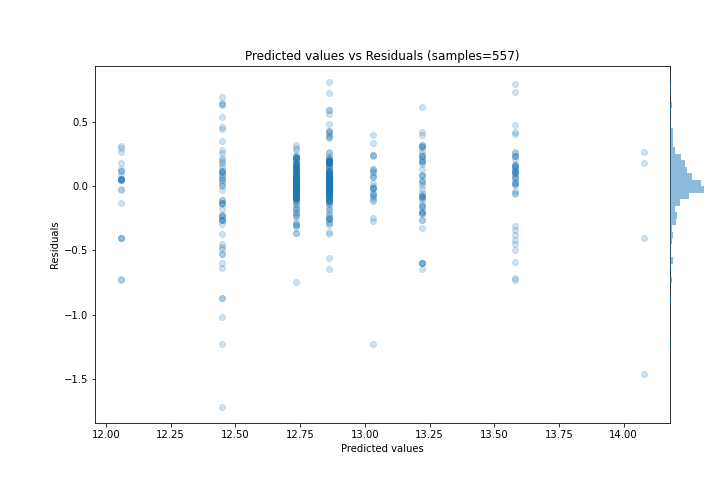 Predicted values vs Residuals (samples=557)
0.5
0.0
−0.5
−1.0
−1.5
Residuals
12.00 12.25 12.50 12.75 13.00 13.25 13.50 13.75 14.00
Predicted values